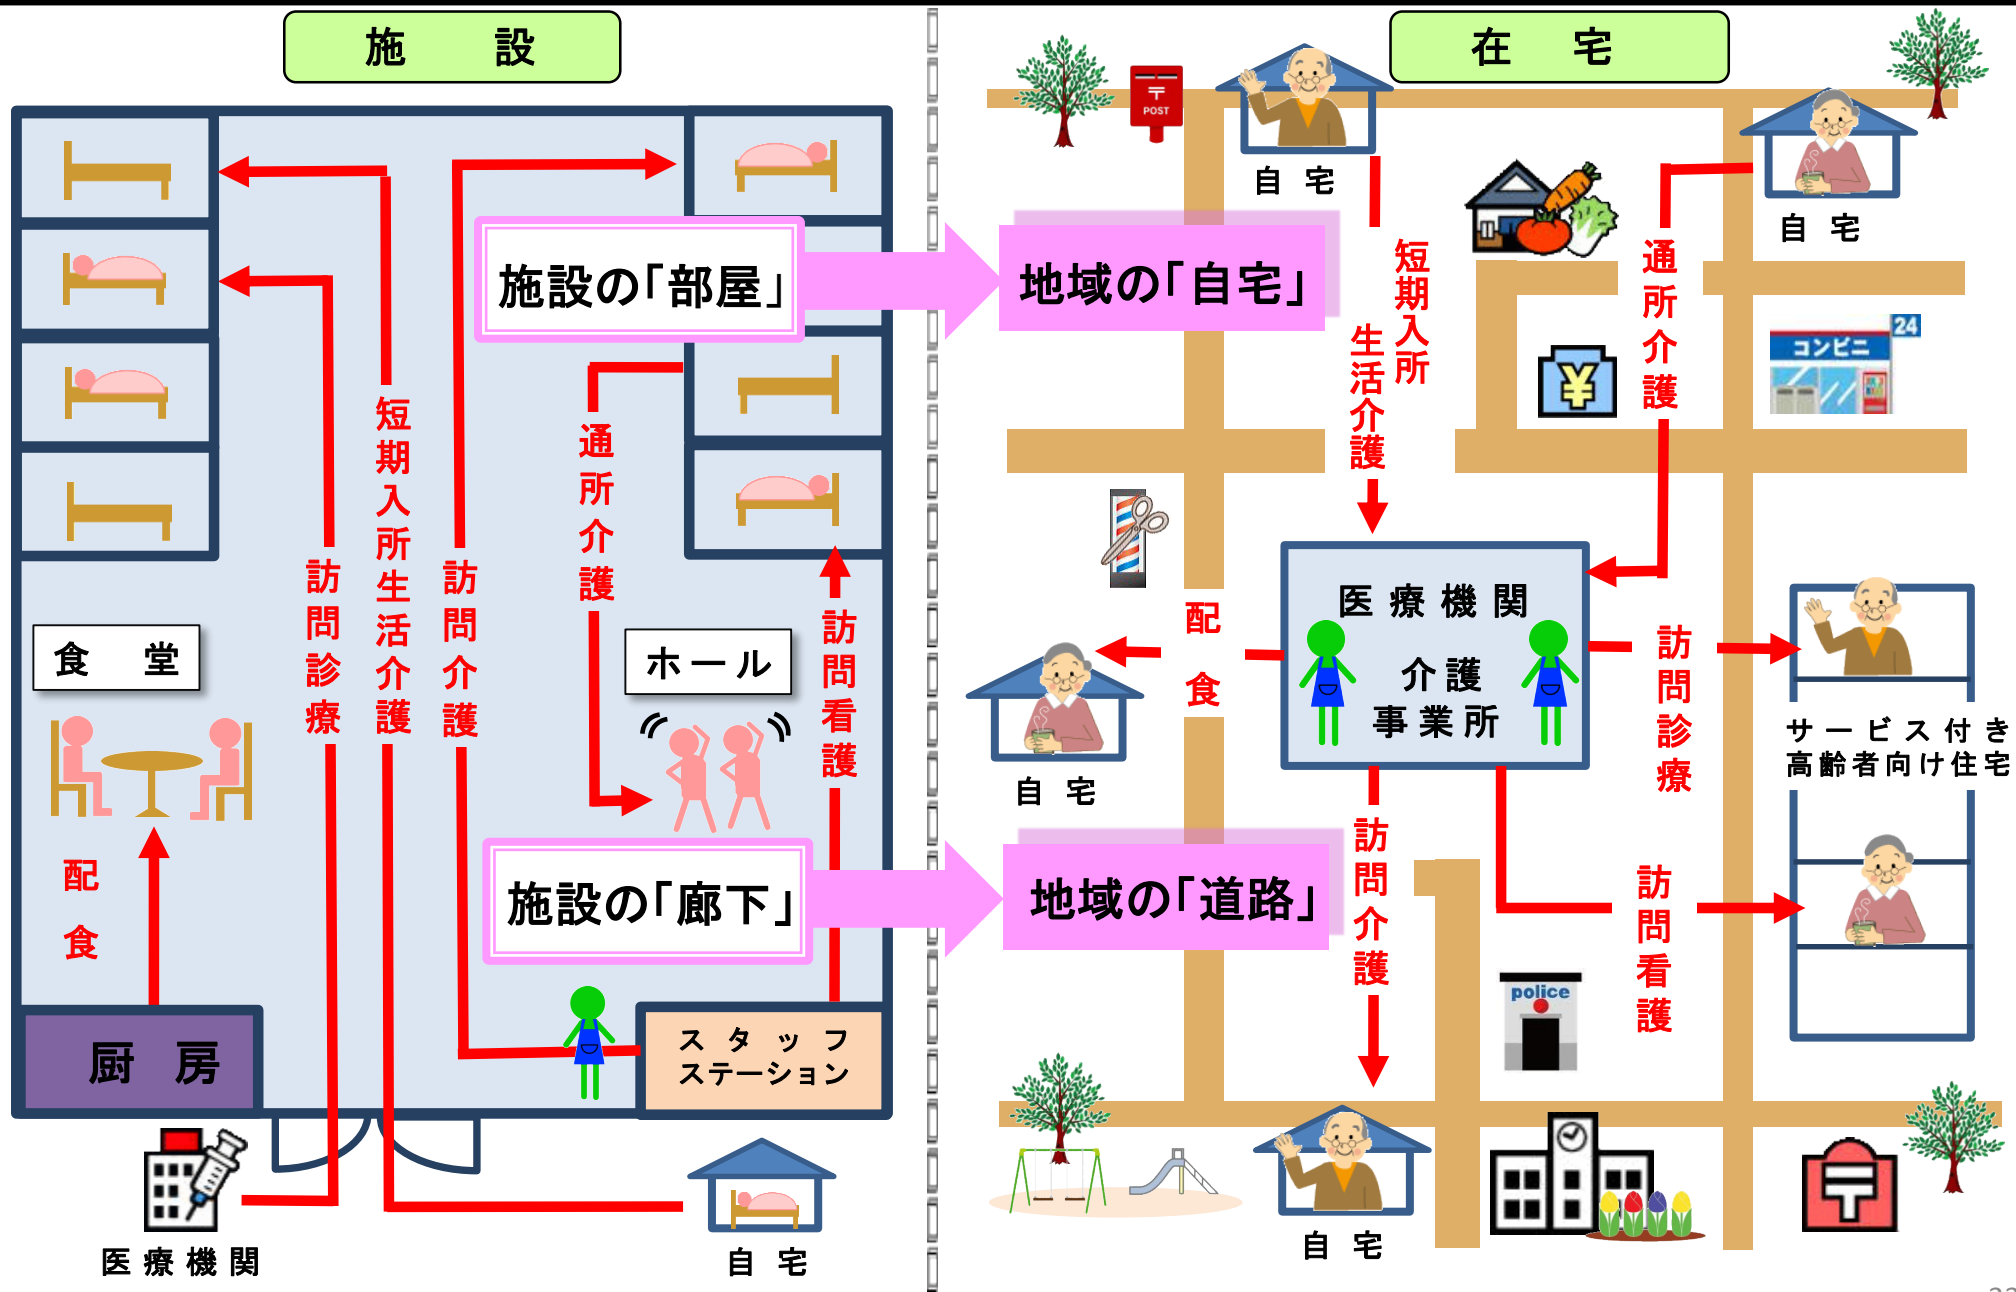 施設
在宅
POST
自宅
自宅
短期入所
生活介護
通所介護
施設の「部屋」
地域の「自宅」
24
コンビニ
短期入所生活介護
訪問診療
訪問介護
通所介護
訪問看護
食堂
ホール
配食
医療機関
介護
事業所
配食
自宅
訪問診療
サービス付き
高齢者向け住宅
施設の「廊下」
地域の「道路」
訪問介護
訪問看護
police
厨房
スタッフ
ステーション
医療機関
自宅
自宅